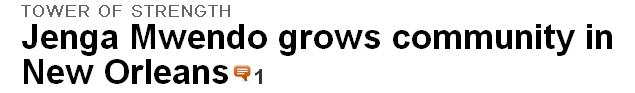 TOWER OF STRENGTH
Jenga Mwendo grows community in
New Orleans 1